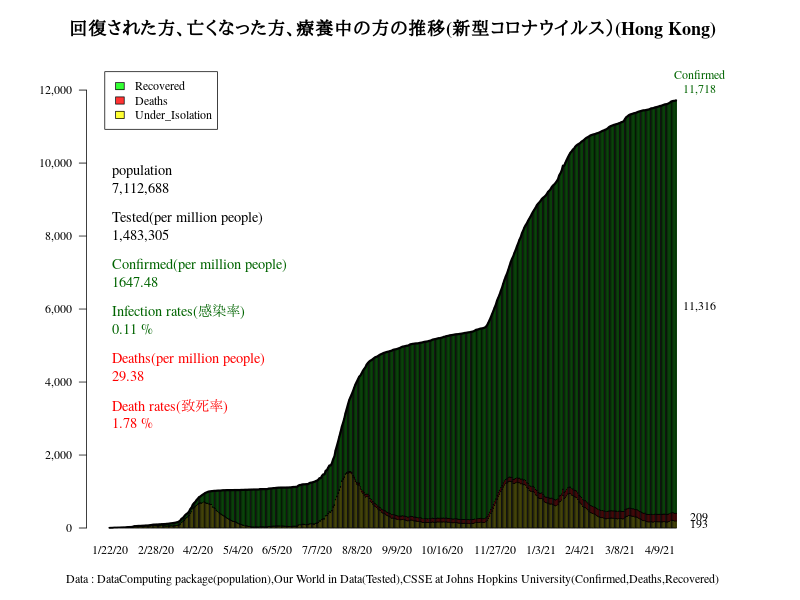 回復された方、亡くなった方、療養中の方の推移(新型コロナウイルス）(Hong Kong)
Confirmed
11,718
Recovered
Deaths
Under_Isolation
population
7,112,688
Tested(per million people)
1,483,305
Confirmed(per million people)
1647.48
Infection rates(感染率)
0.11 %
Deaths(per million people)
29.38
Death rates(致死率)
1.78 %
12,000
10,000
8,000
6,000
4,000
2,000
0
11,316
209
193
1/22/20 2/28/20 4/2/20 5/4/20 6/5/20 7/7/20 8/8/20 9/9/20 10/16/20 11/27/20 1/3/21 2/4/21 3/8/21 4/9/21
Data : DataComputing package(population),Our World in Data(Tested),CSSE at Johns Hopkins University(Confirmed,Deaths,Recovered)